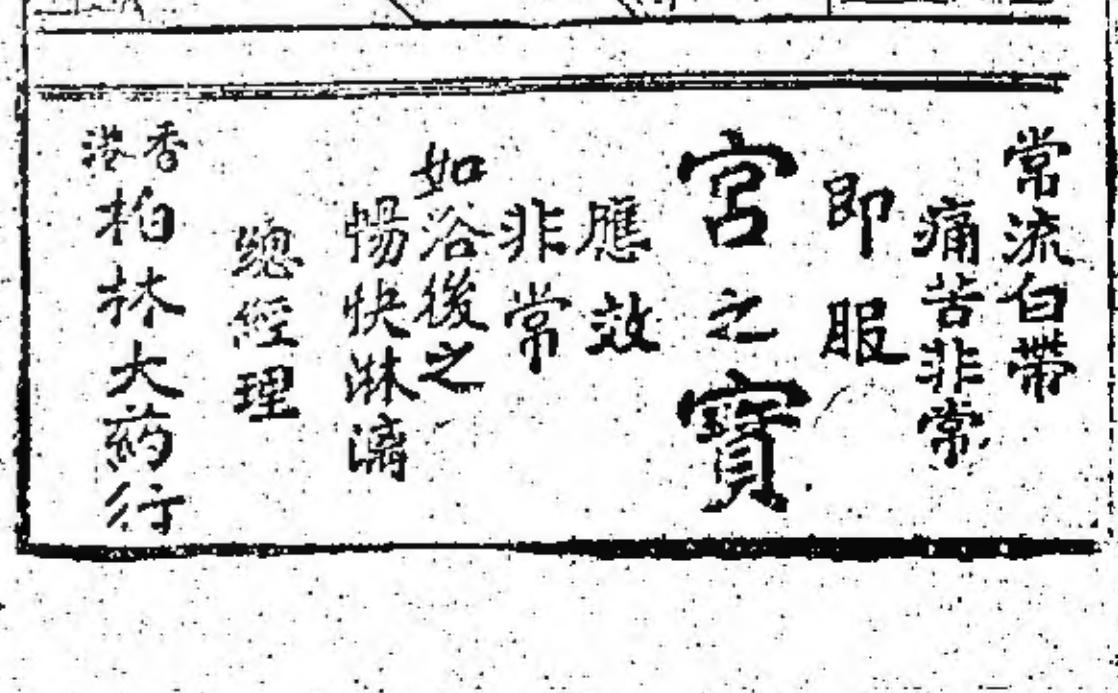 常流白帶
痛苦非常
即服
宮之寶
應效
非常
如浴後之
暢快淋漓
總經理
香港
柏林大葯行